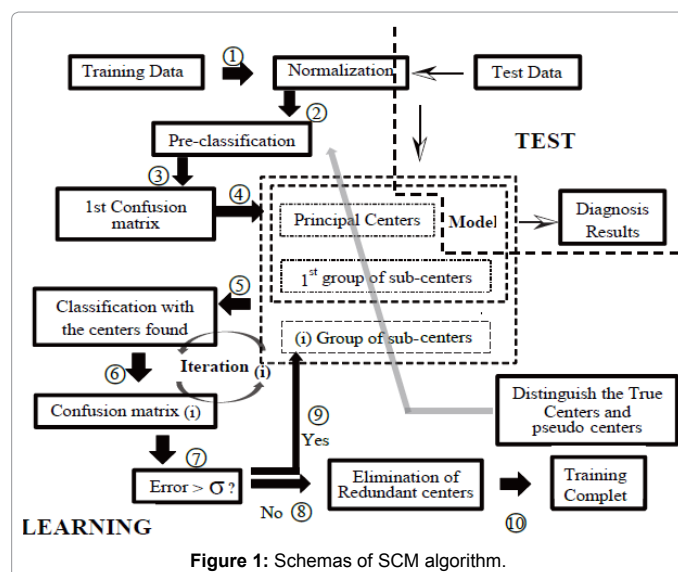 ①
Training Data
Normalization
Test Data
②
Pre-classification
TEST
③
④
1st Confusion
matrix
Principal Centers
Model
Diagnosis
Results
1st group of sub-centers
⑤
Classification with
the centers found
(i) Group of sub-centers
Iteration (i)
⑥
Confusion matrix (i)
Distinguish the True
Centers and
pseudo centers
⑨
Yes
⑦
Error > σ ?
Elimination of
Redundant centers
Training
Complet
No ⑧
⑩
LEARNING
Figure 1: Schemas of SCM algorithm.